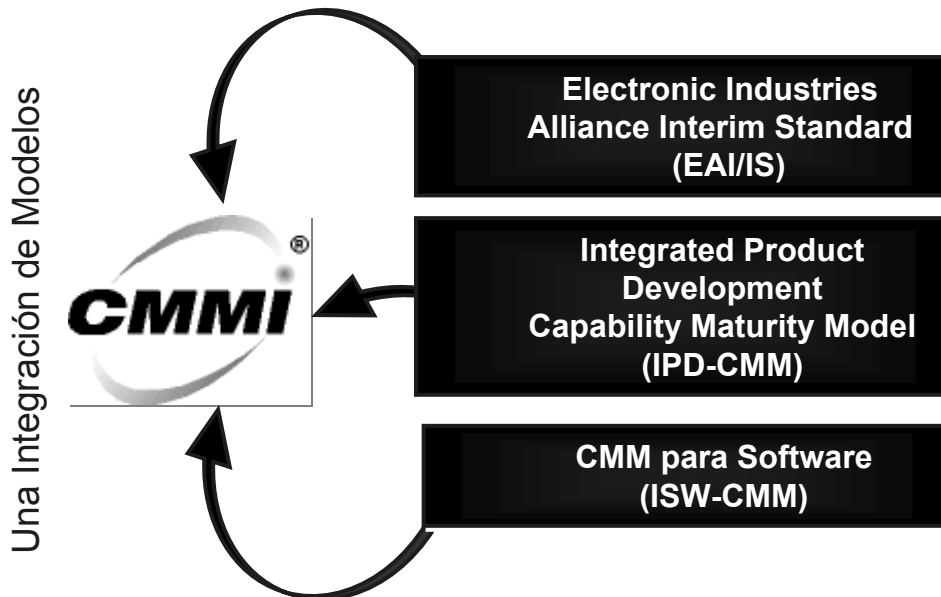 Una Integración de Modelos
Electronic Industries
Alliance Interim Standard
(EAI/IS)
CMMi®
Integrated Product
Development
Capability Maturity Model
(IPD-CMM)
CMM para Software
(ISW-CMM)